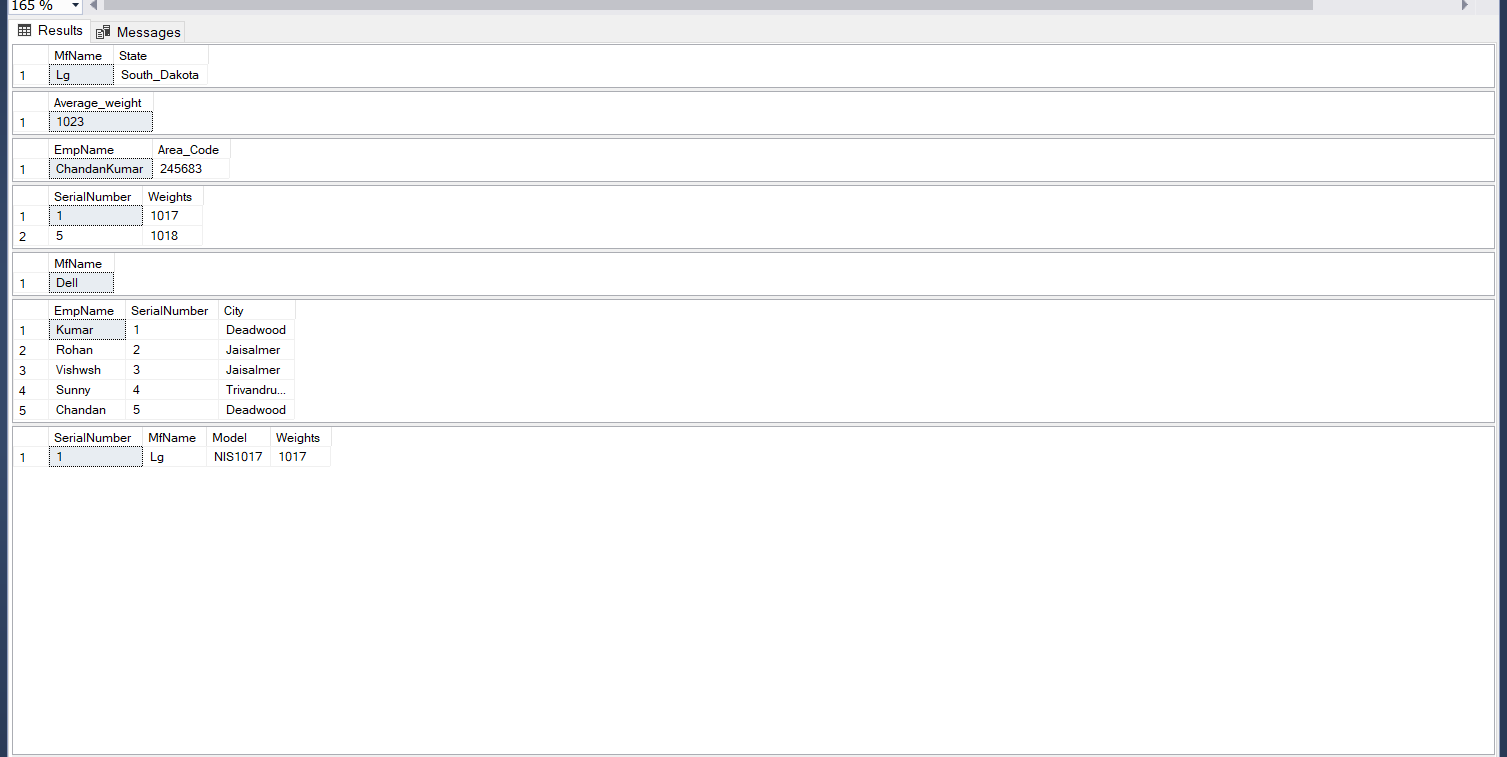 165 %
Results Messages
MfName State
1 Lg South_Dakota
Average_weight
1 1023
EmpName Area_Code
1 ChandanKumar 245683
SerialNumber Weights
1 1 1017
2 5 1018
MfName
1 Dell
EmpName SerialNumber City
1 Kumar 1 Deadwood
2 Rohan 2 Jaisalmer
3 Vishwsh 3 Jaisalmer
4 Sunny 4 Trivandru...
5 Chandan 5 Deadwood
SerialNumber MfName Model Weights
1 1 Lg NIS1017 1017